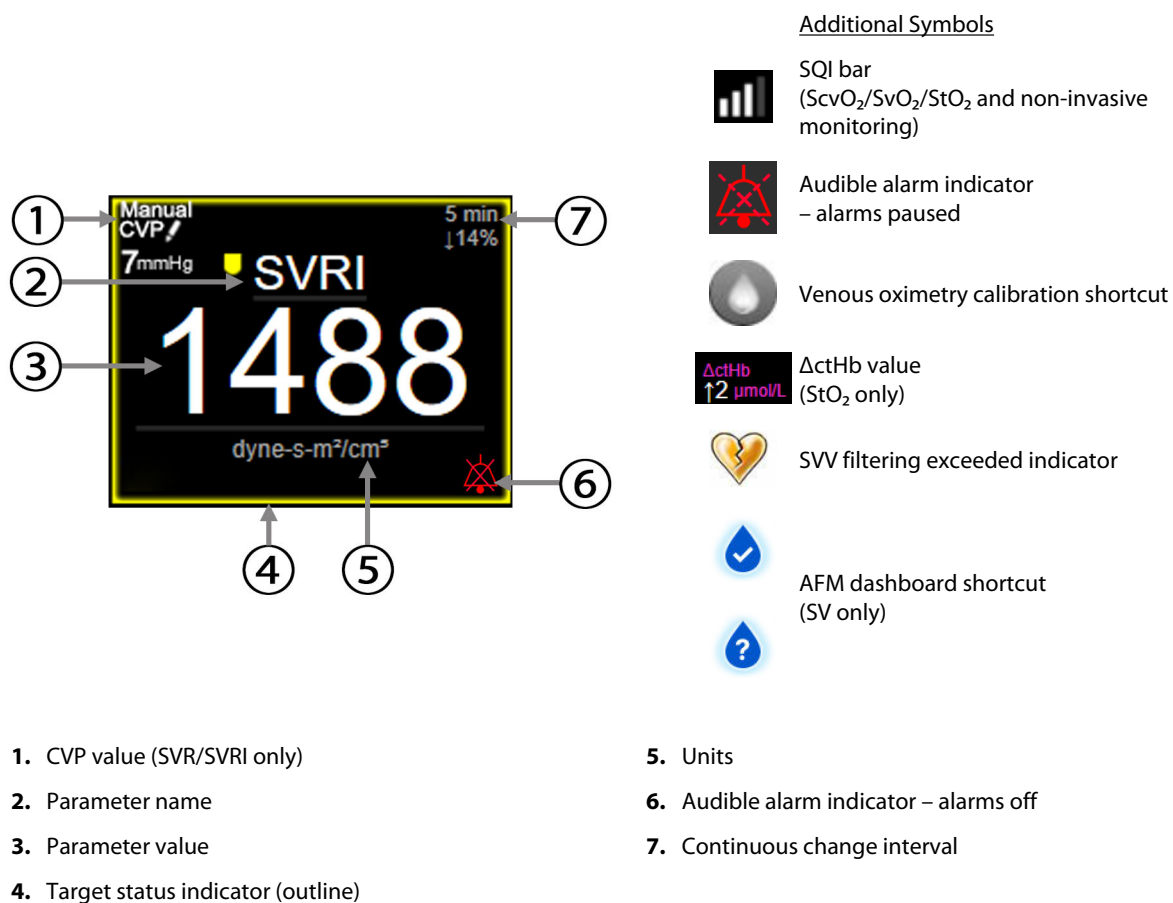 Additional Symbols
SQI bar
(ScvO₂/SvO₂/StO₂ and non-invasive
monitoring)
Audible alarm indicator
– alarms paused
Venous oximetry calibration shortcut
ΔctHb
↑2 μmol/L
ΔctHb value
(StO₂ only)
SVV filtering exceeded indicator
?
AFM dashboard shortcut
(SV only)
1
Manual
CVP
7mmHg
5 min
↓14%
7
2
SVRI
3
1488
dyne-s-m²/cm⁵
6
4
5
1. CVP value (SVR/SVRI only)
2. Parameter name
3. Parameter value
4. Target status indicator (outline)
5. Units
6. Audible alarm indicator – alarms off
7. Continuous change interval